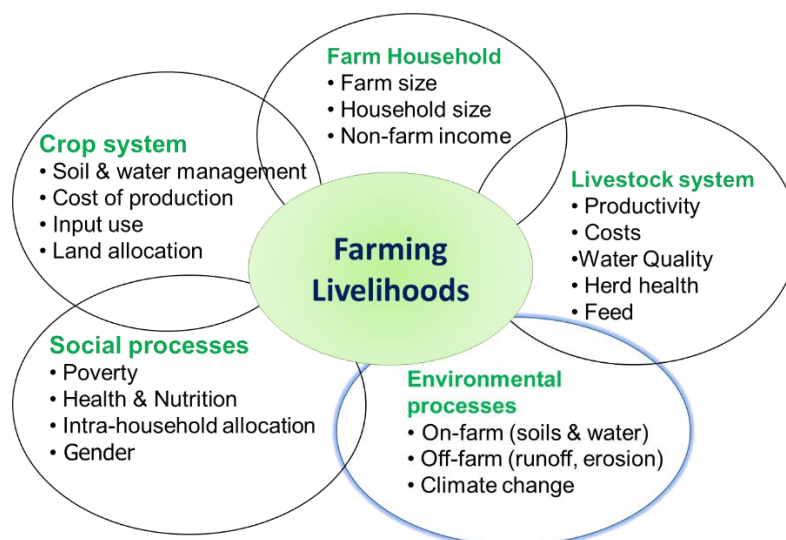 Farm Household
• Farm size
• Household size
• Non-farm income
Crop system
• Soil & water management
• Cost of production
• Input use
• Land allocation
Livestock system
• Productivity
• Costs
•Water Quality
• Herd health
• Feed
Farming
Livelihoods
Social processes
• Poverty
• Health & Nutrition
• Intra-household allocation
• Gender
Environmental
processes
• On-farm (soils & water)
• Off-farm (runoff, erosion)
• Climate change